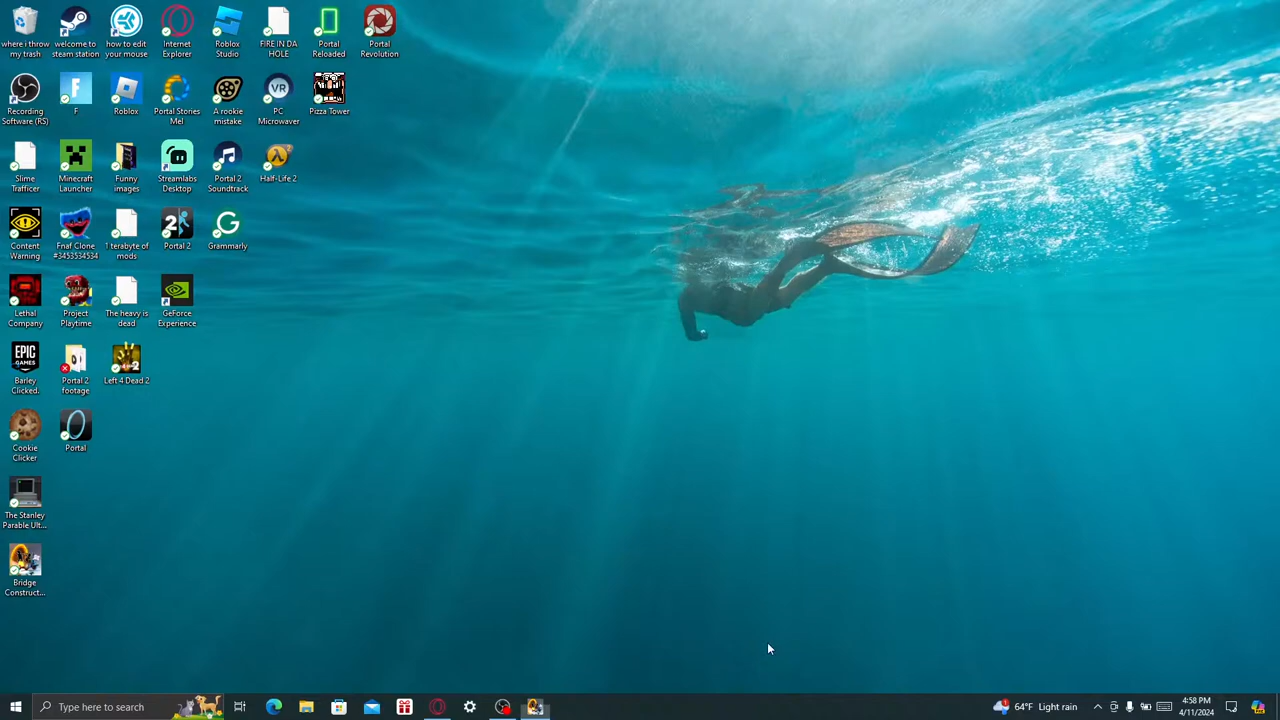 where i throw
my trash
welcome to
steam station
how to edit
your mouse
Internet
Explorer
Roblox
Studio
FIRE IN DA
HOLE
Portal
Reloaded
Portal
Revolution
Recording
Software (RS)
F
Roblox
Portal Stories
Mel
A rookie
mistake
VR
PC
Microwaver
Pizza Tower
Slime
Trafficer
Minecraft
Launcher
Funny
images
Streamlabs
Desktop
Portal 2
Soundtrack
Half-Life 2
Content
Warning
Fnaf Clone
#3453534534
1 terabyte of
mods
2
Portal 2
Grammarly
Lethal
Company
Project
Playtime
The heavy is
dead
GeForce
Experience
EPIC
GAMES
Barley
Clicked.
Portal 2
footage
Left 4 Dead 2
Cookie
Clicker
Portal
The Stanley
Parable Ult...
Bridge
Construct...
Type here to search
64°F Light rain
4:58 PM
4/11/2024